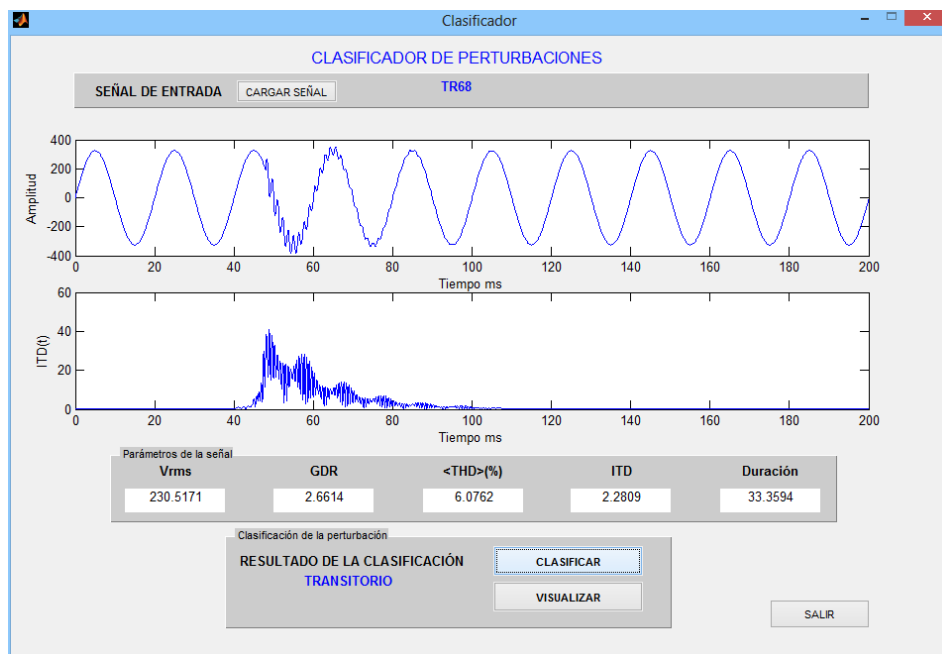 Clasificador
CLASIFICADOR DE PERTURBACIONES
SEÑAL DE ENTRADA CARGAR SEÑAL TR68
400
200
0
-200
-400
Amplitud
0 20 40 60 80 100 120 140 160 180 200
Tiempo ms
60
40
20
0
ITD(t)
0 20 40 60 80 100 120 140 160 180 200
Tiempo ms
Parámetros de la señal
Vrms GDR <THD>(%) ITD Duración
230.5171 2.6614 6.0762 2.2809 33.3594
Clasificación de la perturbación
RESULTADO DE LA CLASIFICACIÓN CLASIFICAR
TRANSITORIO
VISUALIZAR
SALIR